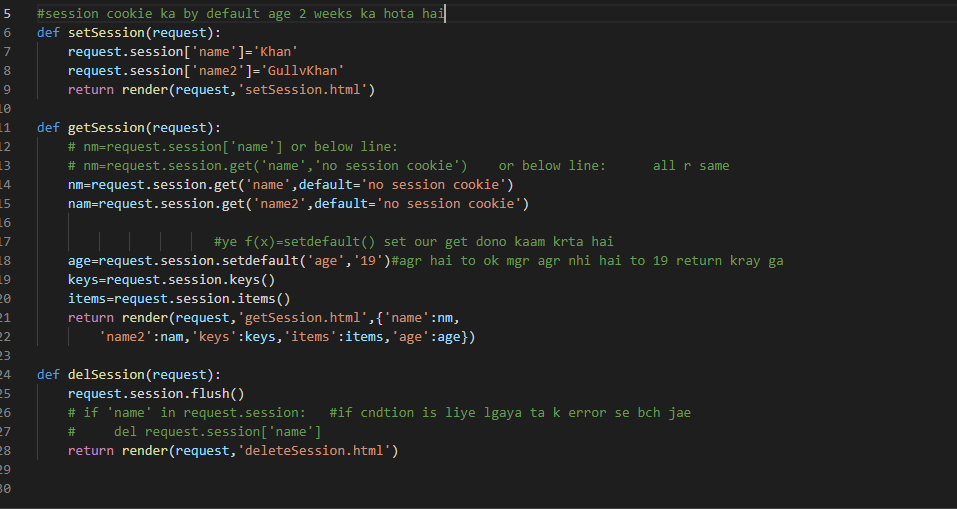 5 #session cookie ka by default age 2 weeks ka hota hai
6 def setSession(request):
7 request.session['name']='Khan'
8 request.session['name2']='GullyKhan'
9 return render(request,'setSession.html')
10
11 def getSession(request):
12 # nm=request.session['name'] or below line:
13 # nm=request.session.get('name','no session cookie') or below line: all r same
14 nm=request.session.get('name',default='no session cookie')
15 nam=request.session.get('name2',default='no session cookie')
16
17 #ye f(x)=setdefault() set our get dono kaam krta hai
18 age=request.session.setdefault('age','19')#agr hai to ok mgr agr nhi hai to 19 return kray ga
19 keys=request.session.keys()
20 items=request.session.items()
21 return render(request,'getSession.html',{'name':nm,
22 'name2':nam,'keys':keys,'items':items,'age':age})
23
24 def delSession(request):
25 request.session.flush()
26 # if 'name' in request.session: #if cndtion is liye lgaya ta k error se bch jae
27 # del request.session['name']
28 return render(request,'deleteSession.html')
29
30